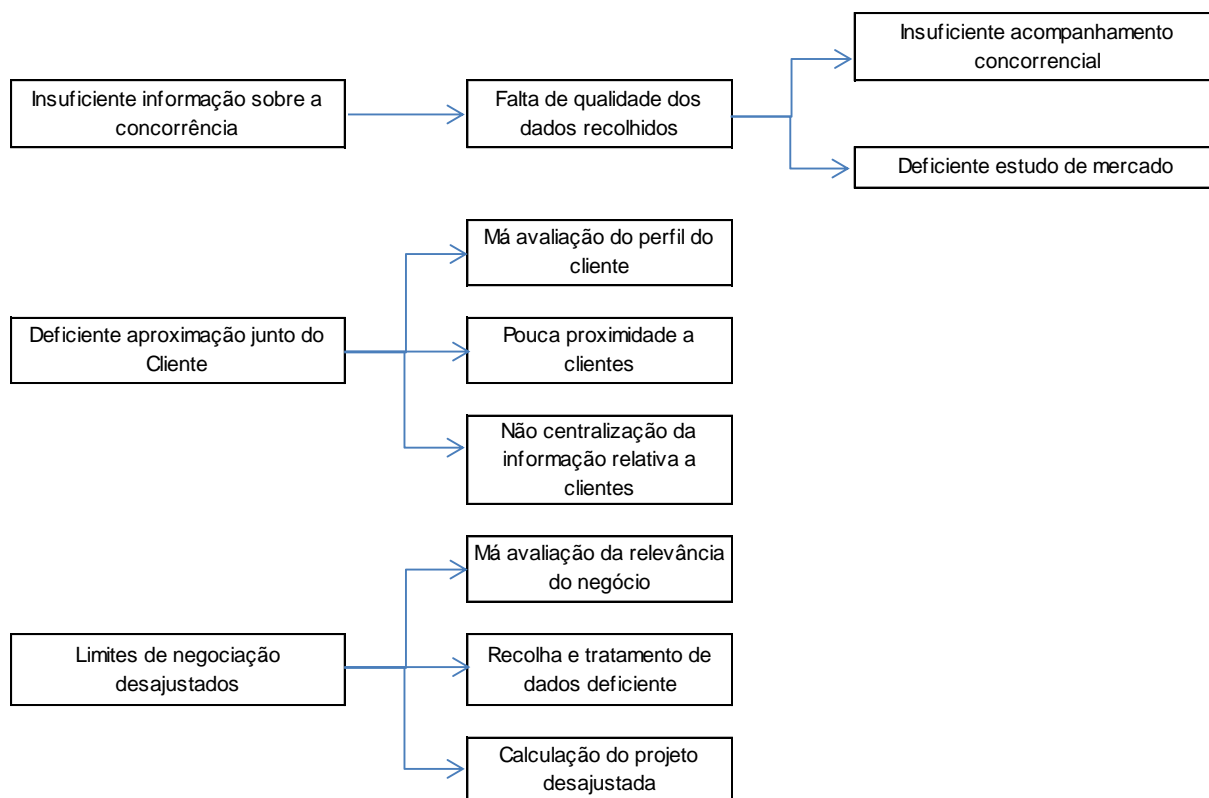 Insuficiente acompanhamento
concorrencial
Insuficiente informação sobre a
concorrência
Falta de qualidade dos
dados recolhidos
Deficiente estudo de mercado
Má avaliação do perfil do
cliente
Deficiente aproximação junto do
Cliente
Pouca proximidade a
clientes
Não centralização da
informação relativa a
clientes
Má avaliação da relevância
do negócio
Limites de negociação
desajustados
Recolha e tratamento de
dados deficiente
Calculação do projeto
desajustada